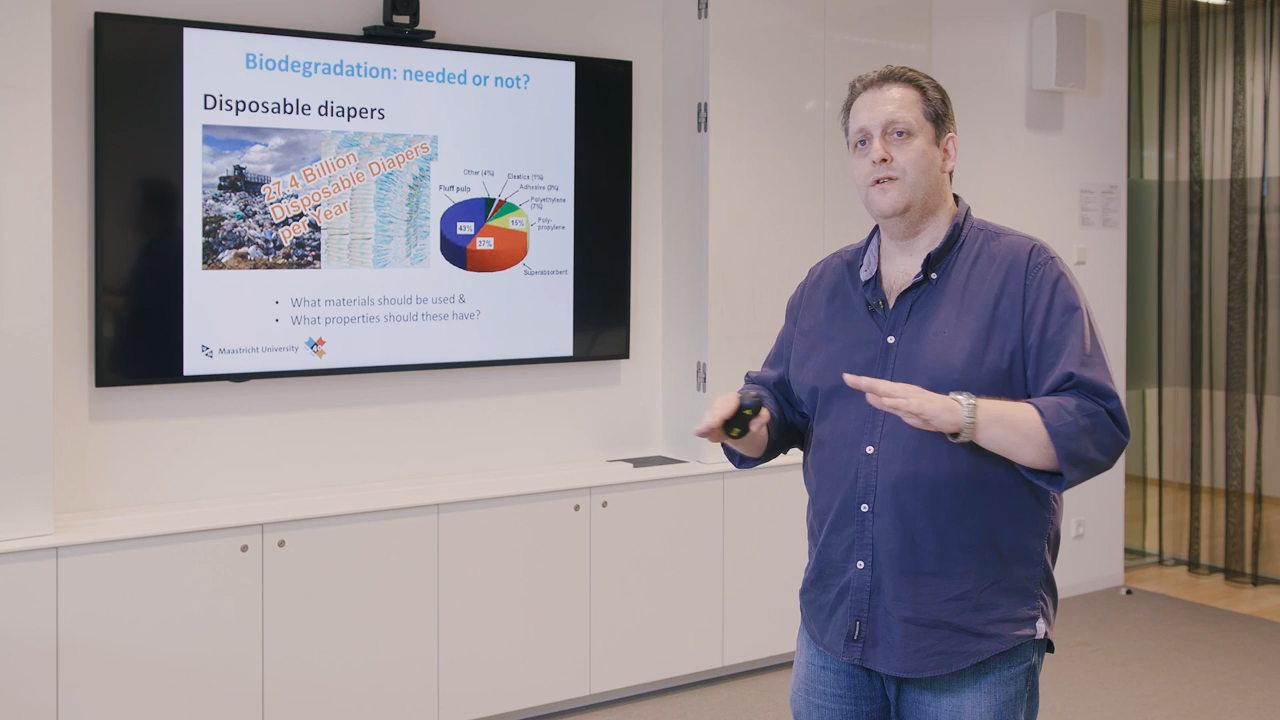 Biodegradation: needed or not?
Disposable diapers
27.4 Billion
Disposable Diapers
per Year
Other (4%)
Elastics (1%)
Adhesive (3%)
Fluff pulp
Polyethylene
(7%)
Poly-
propylene
15%
43%
27%
Superabsorbent
• What materials should be used &
• What properties should these have?
Maastricht University